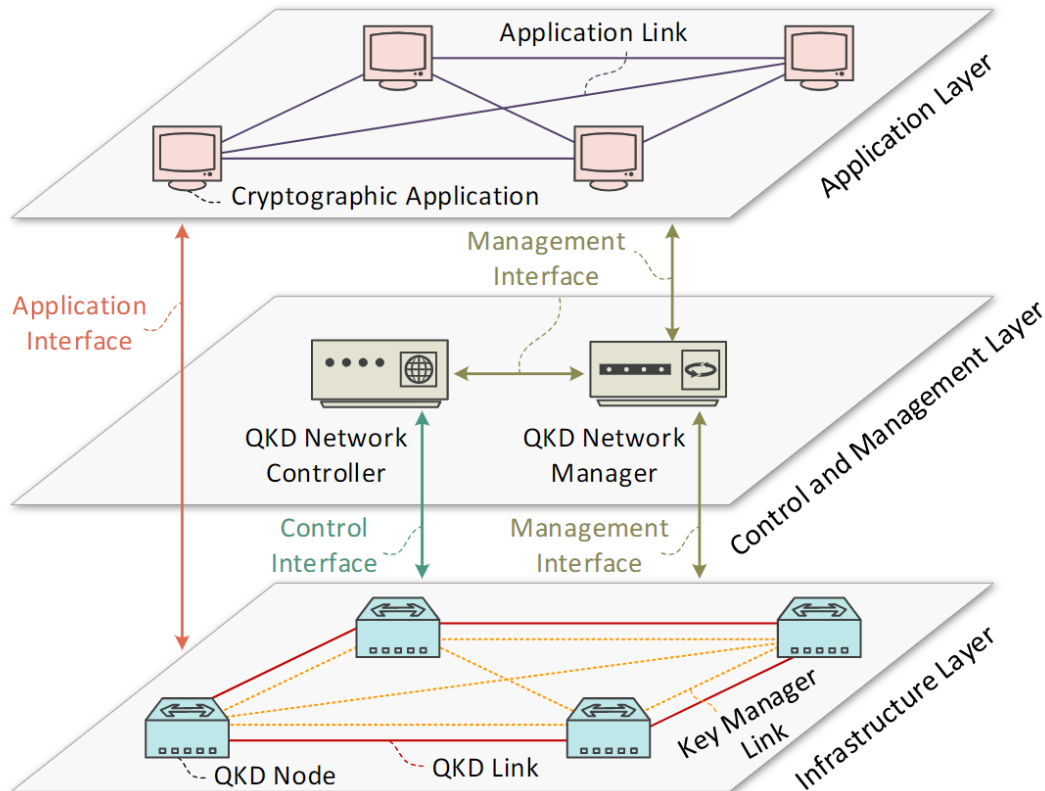 Application Link
Application Layer
Cryptographic Application
Management
Interface
Application
Interface
Control and Management Layer
QKD Network
Controller
QKD Network
Manager
Control
Interface
Management
Interface
Key Manager
Link
Infrastructure Layer
QKD Link
QKD Node